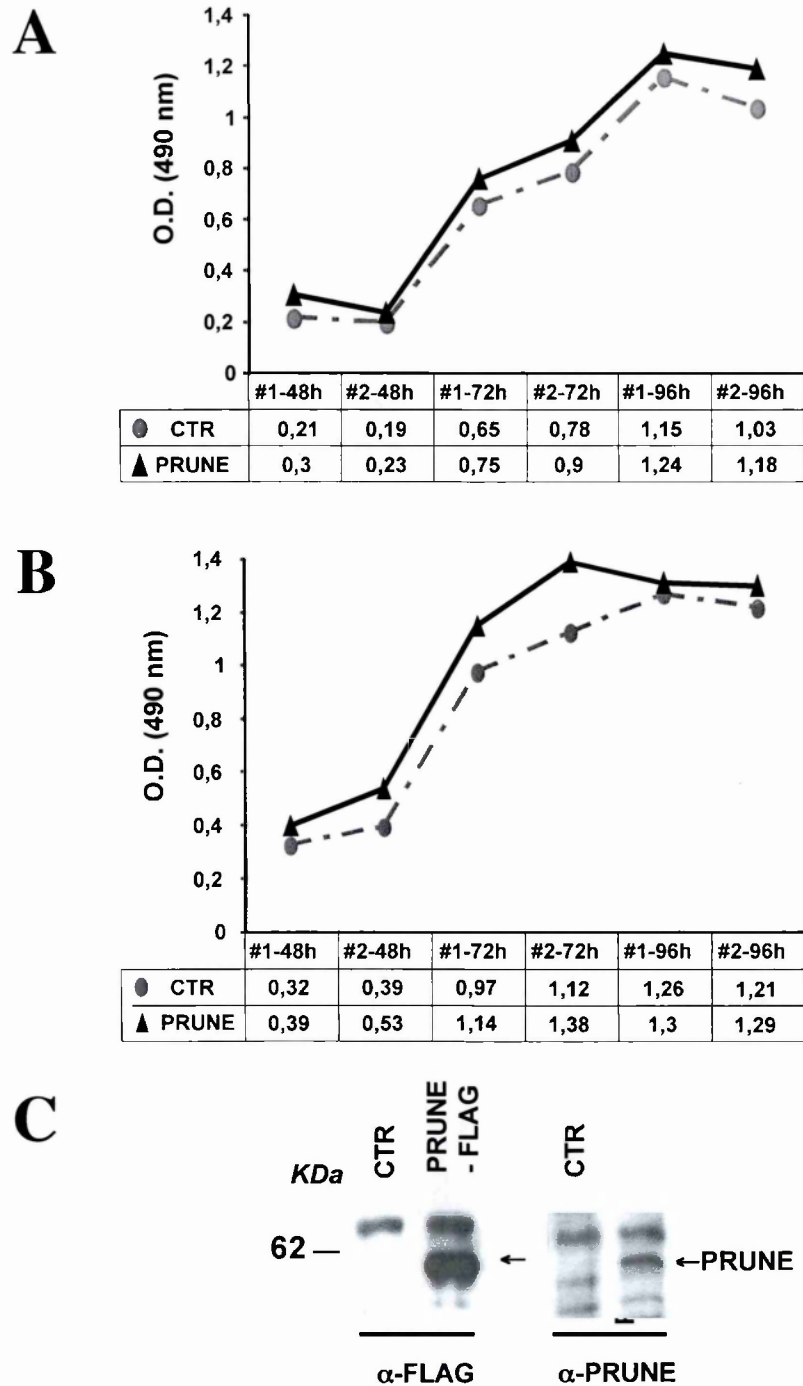 A
O.D. (490 nm)
1,4
1,2
1
0,8
0,6
0,4
0,2
0
#1-48h #2-48h #1-72h #2-72h #1-96h #2-96h
CTR 0,21 0,19 0,65 0,78 1,15 1,03
PRUNE 0,3 0,23 0,75 0,9 1,24 1,18
B
O.D. (490 nm)
1,4
1,2
1
0,8
0,6
0,4
0,2
0
#1-48h #2-48h #1-72h #2-72h #1-96h #2-96h
CTR 0,32 0,39 0,97 1,12 1,26 1,21
PRUNE 0,39 0,53 1,14 1,38 1,3 1,29
C
KDa
CTR
PRUNE
- FLAG
CTR
62
←
←PRUNE
α-FLAG
α-PRUNE